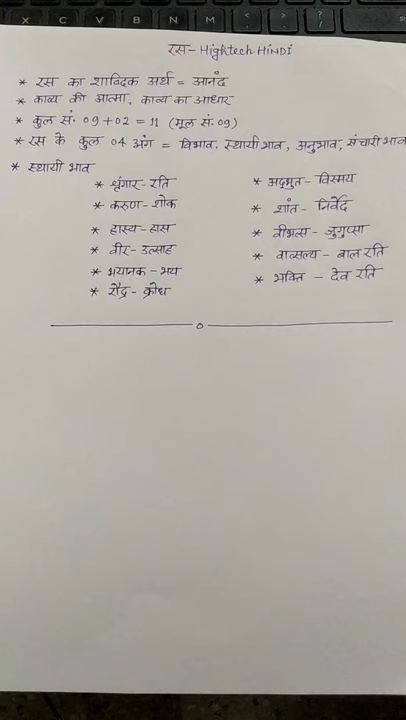 X C V B N M < > ? /
रस- Hightech HiNDi
* रस का शाब्दिक अर्थ = आनंद
* काव्य की आत्मा, काव्य का आधार
* कुल सं. 09 + 02 = 11 (मूल सं. 09)
* रस के कुल 04 अंग = विभाव, स्थायी भाव, अनुभाव, संचारी भाव
* स्थायी भाव
* श्रृंगार - रति
* करुण - शोक
* हास्य - हास
* वीर - उत्साह
* भयानक - भय
* रौद्र - क्रोध
* अद्भुत - विस्मय
* शांत - निर्वेद
* वीभत्स - जुगुप्सा
* वात्सल्य - बाल रति
* भक्ति - देव रति